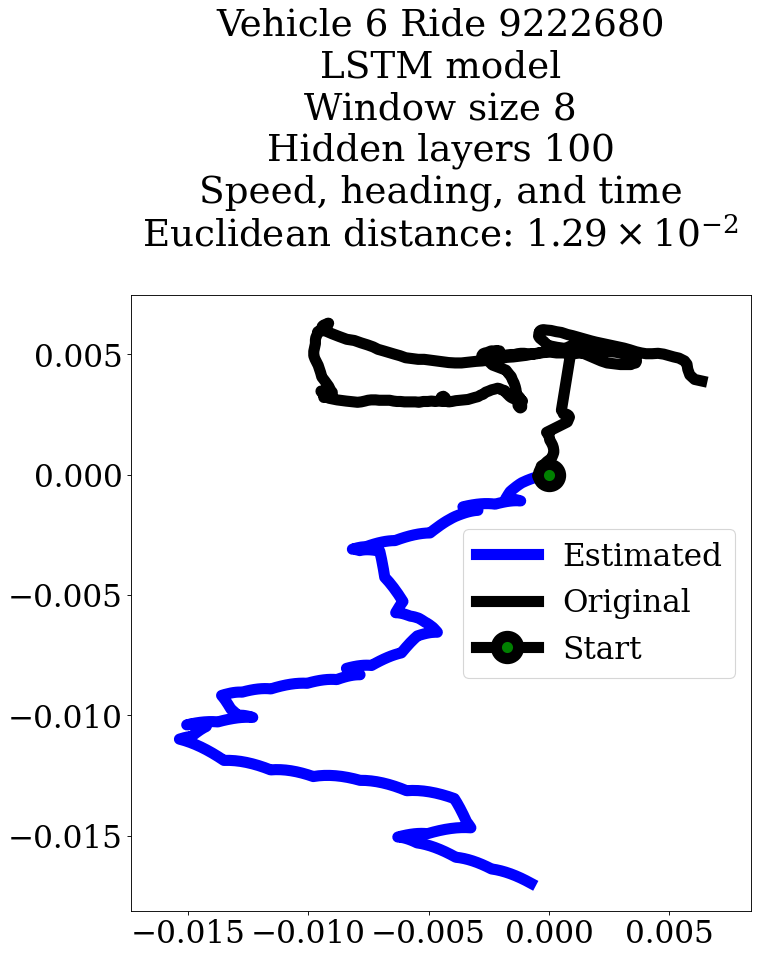 Vehicle 6 Ride 9222680
LSTM model
Window size 8
Hidden layers 100
Speed, heading, and time
Euclidean distance: 1.29 × 10⁻²
0.005
0.000
−0.005
−0.010
−0.015
Estimated
Original
Start
−0.015 −0.010 −0.005 0.000 0.005